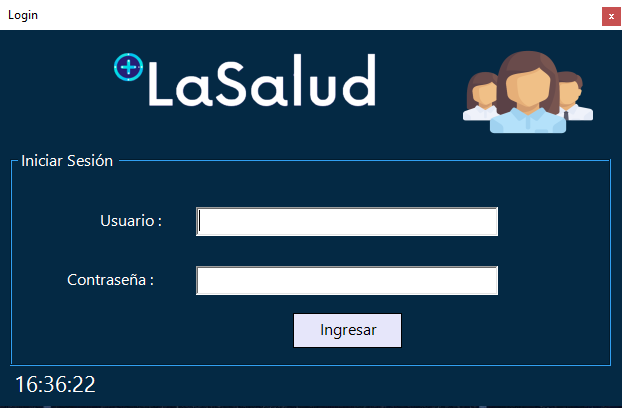 Login
x
LaSalud
Iniciar Sesión
Usuario :
Contraseña :
Ingresar
16:36:22